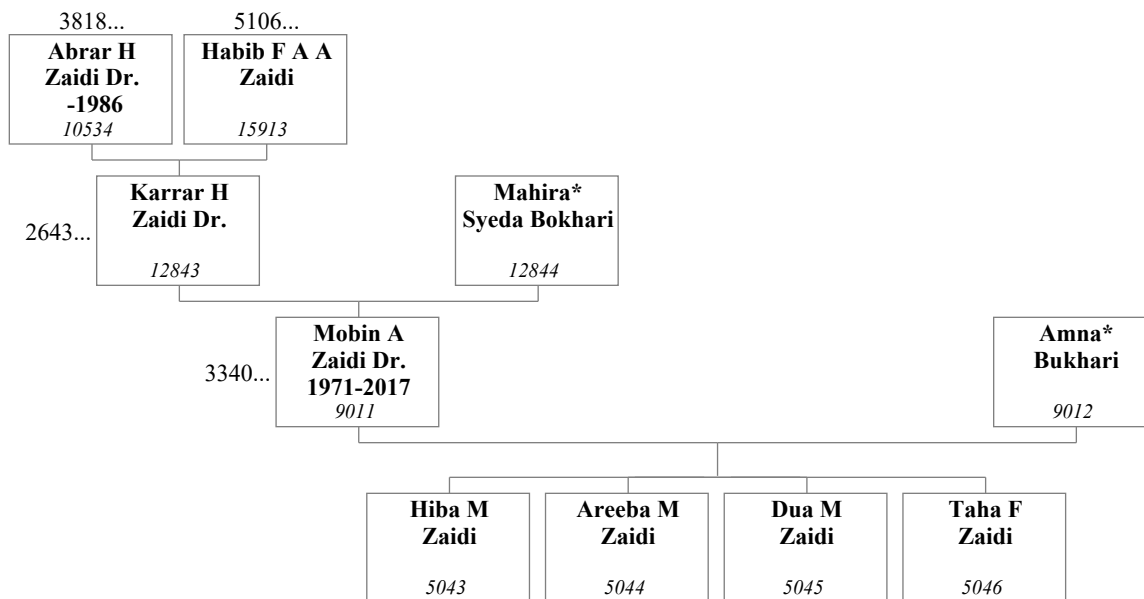 3818...
5106...
Abrar H
Zaidi Dr.
-1986
10534
Habib F A A
Zaidi
15913
2643...
Karrar H
Zaidi Dr.
12843
Mahira*
Syeda Bokhari
12844
3340...
Mobin A
Zaidi Dr.
1971-2017
9011
Amna*
Bukhari
9012
Hiba M
Zaidi
5043
Areeba M
Zaidi
5044
Dua M
Zaidi
5045
Taha F
Zaidi
5046